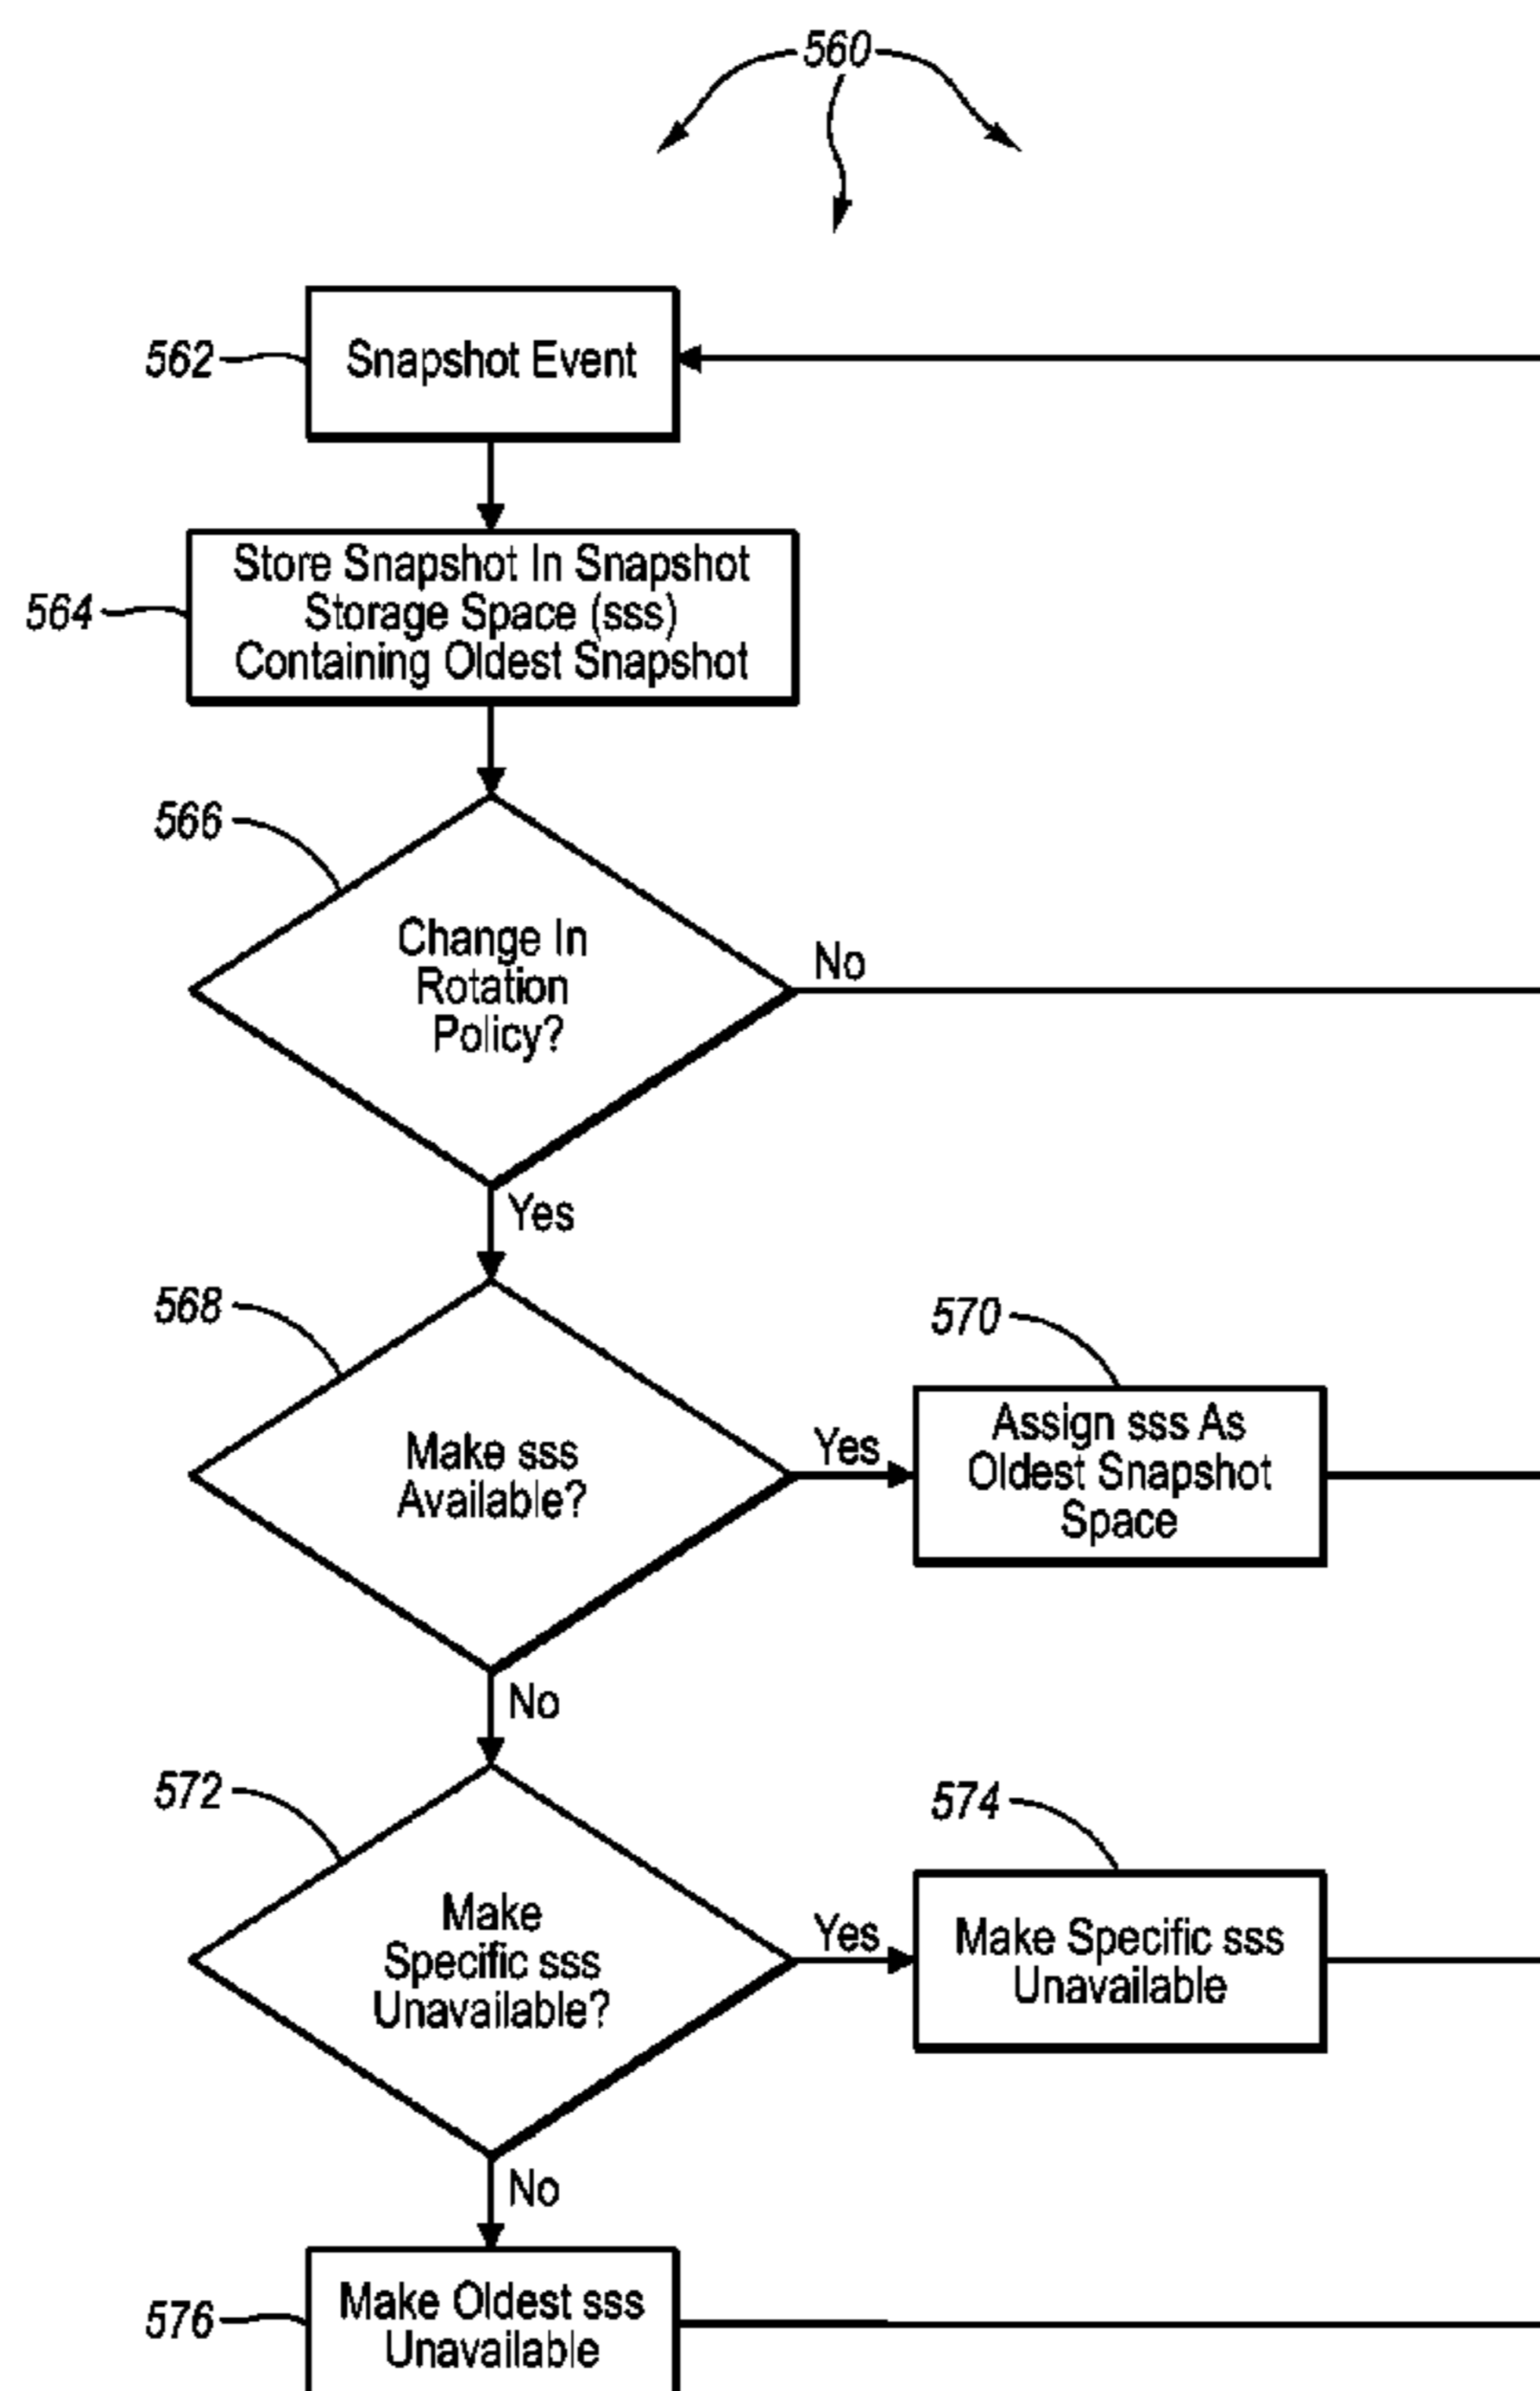 560
562
Snapshot Event
564
Store Snapshot In Snapshot
Storage Space (sss)
Containing Oldest Snapshot
566
Change In
Rotation
Policy?
No
Yes
568
Make sss
Available?
Yes
570
Assign sss As
Oldest Snapshot
Space
No
572
Make
Specific sss
Unavailable?
Yes
574
Make Specific sss
Unavailable
No
576
Make Oldest sss
Unavailable